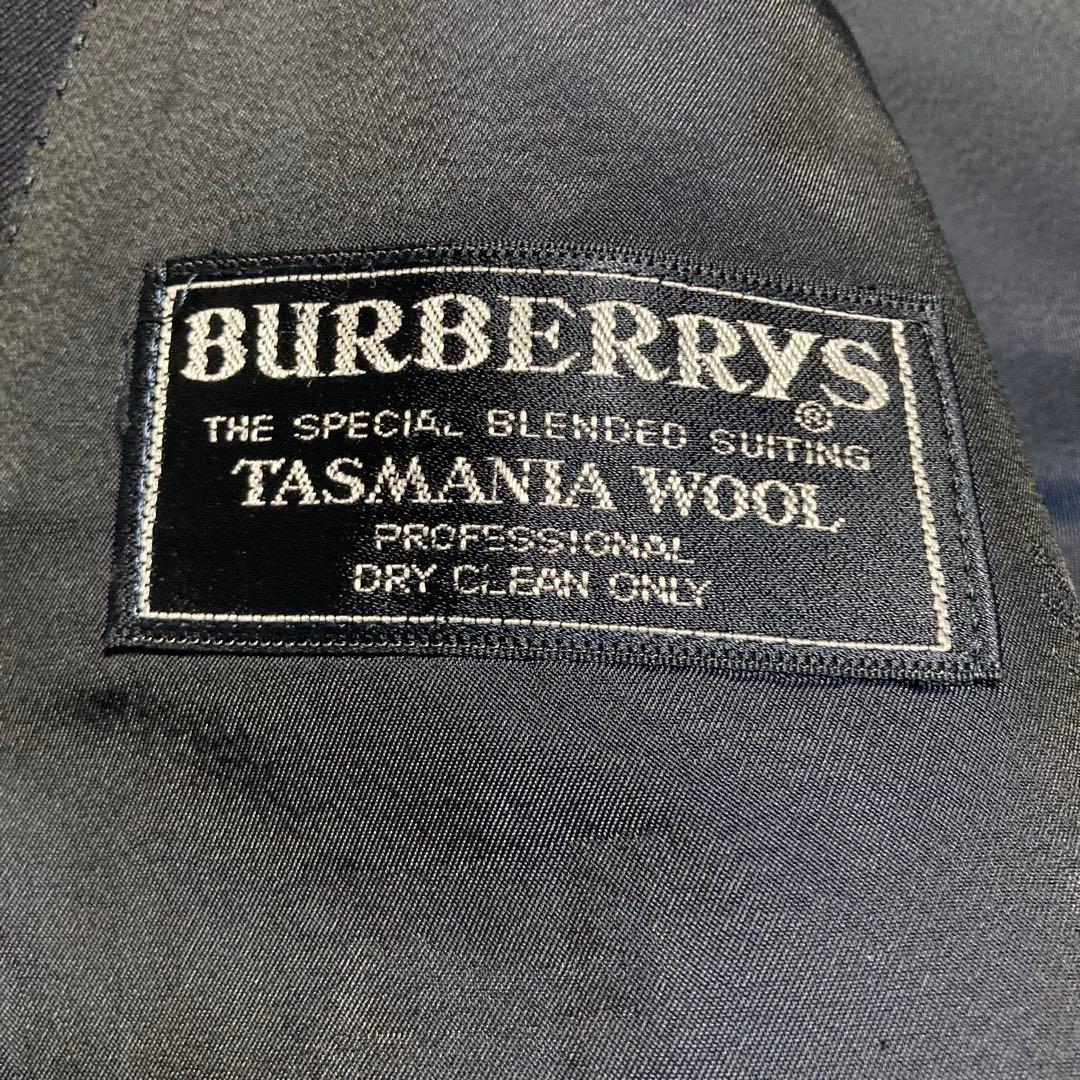 BURBERRYS®
THE SPECIAL BLENDED SUITING
TASMANIA WOOL
PROFESSIONAL
DRY CLEAN ONLY